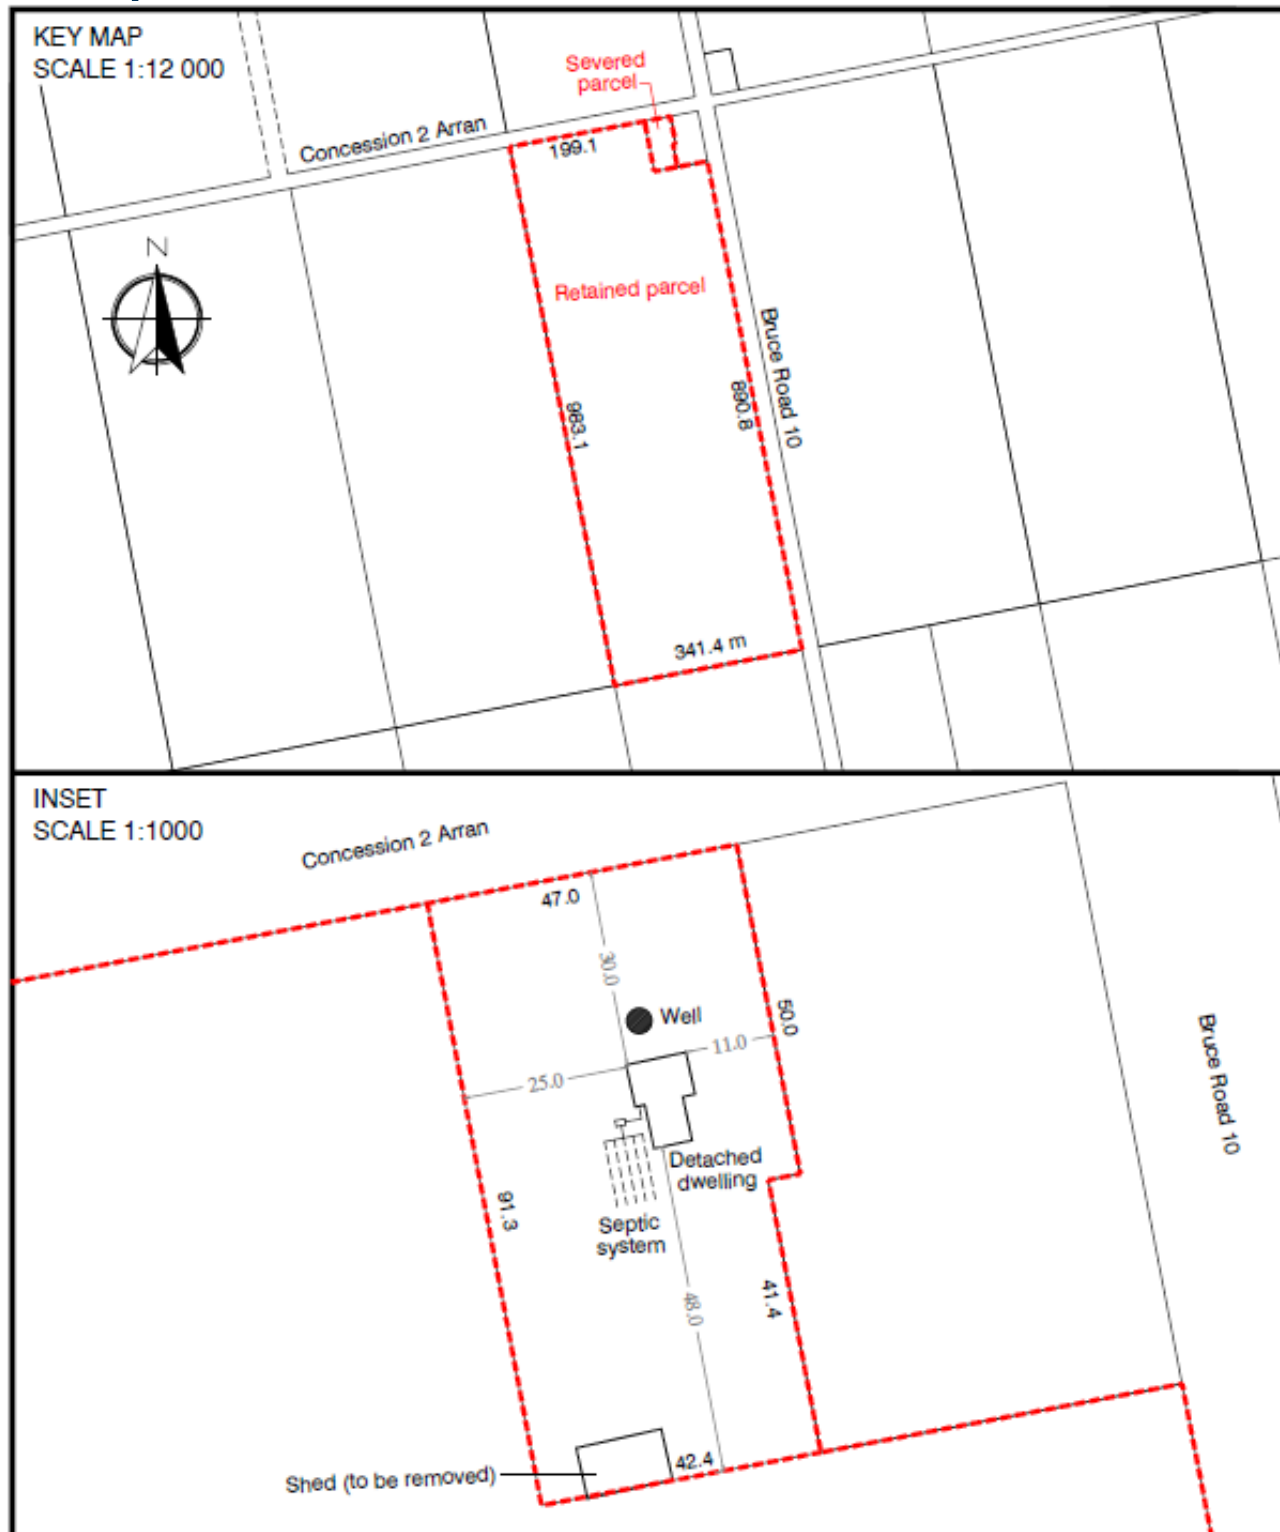 KEY MAP
SCALE 1:12 000
Severed
parcel
Concession 2 Arran
199.1
N
Retained parcel
Bruce Road 10
983.1
890.8
341.4 m
INSET
SCALE 1:1000
Concession 2 Arran
47.0
30.0
Well
50.0
11.0
25.0
Bruce Road 10
Detached
dwelling
91.3
Septic
system
48.0
41.4
42.4
Shed (to be removed)